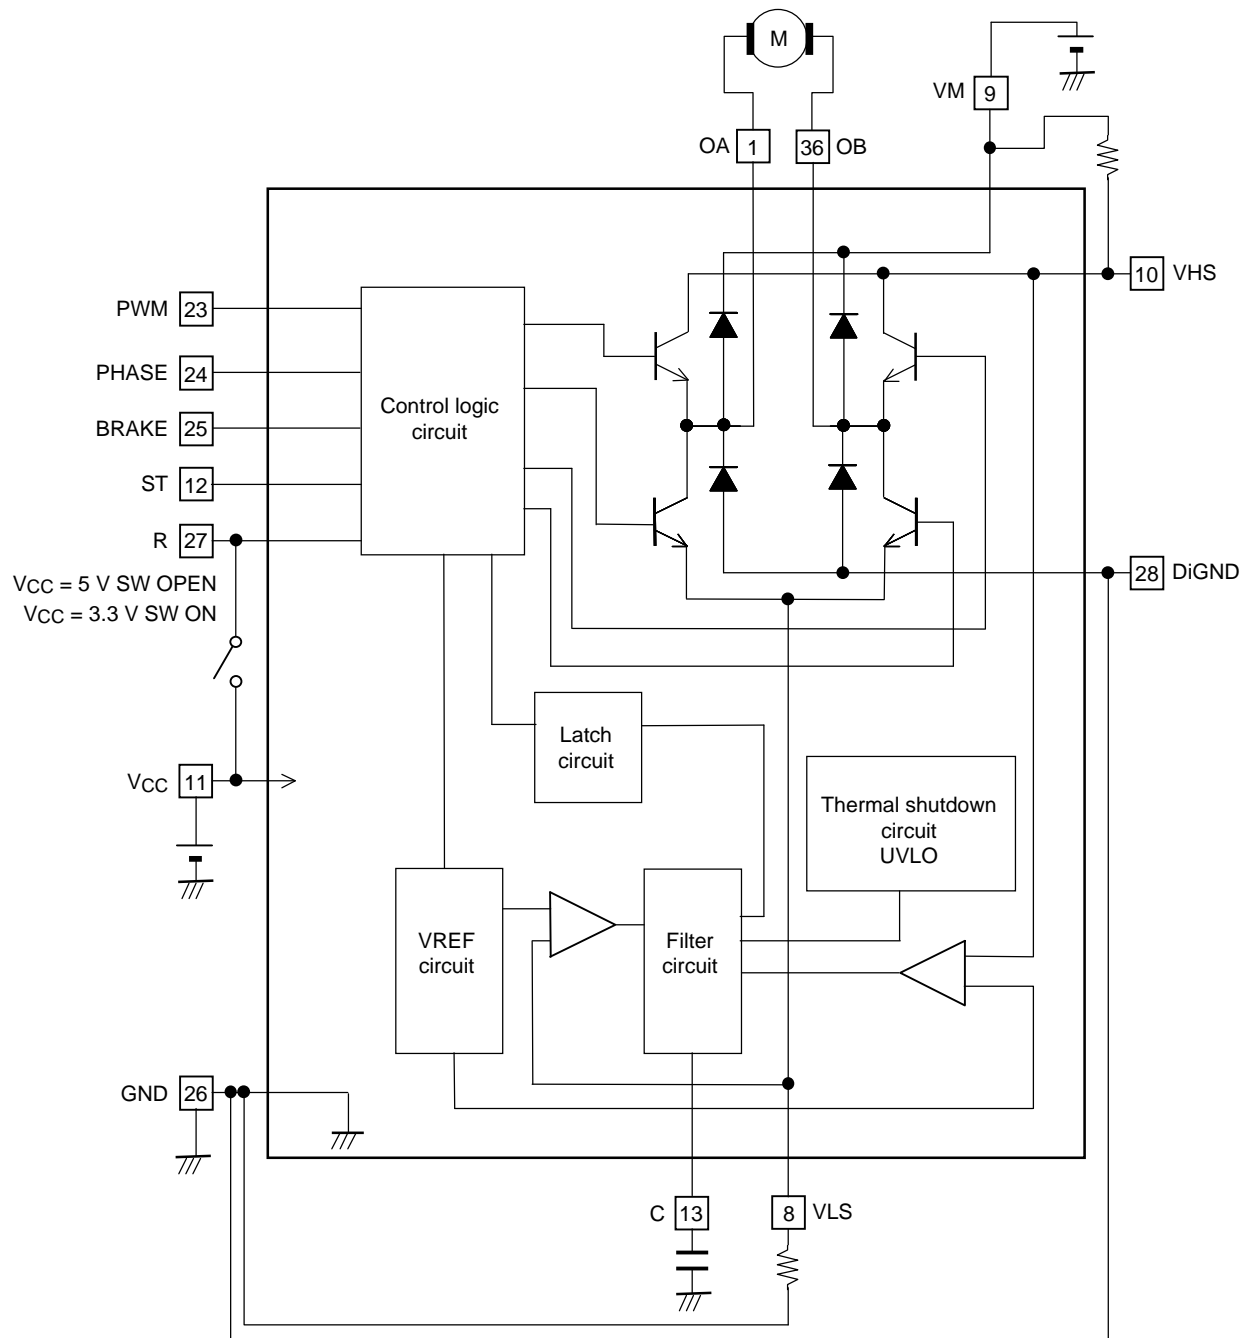 M
VM 9
OA 1
36 OB
10 VHS
PWM 23
PHASE 24
BRAKE 25
ST 12
R 27
Control logic
circuit
VCC = 5 V SW OPEN
VCC = 3.3 V SW ON
28 DiGND
Latch
circuit
VCC 11
Thermal shutdown
circuit
UVLO
VREF
circuit
Filter
circuit
GND 26
C 13
8 VLS